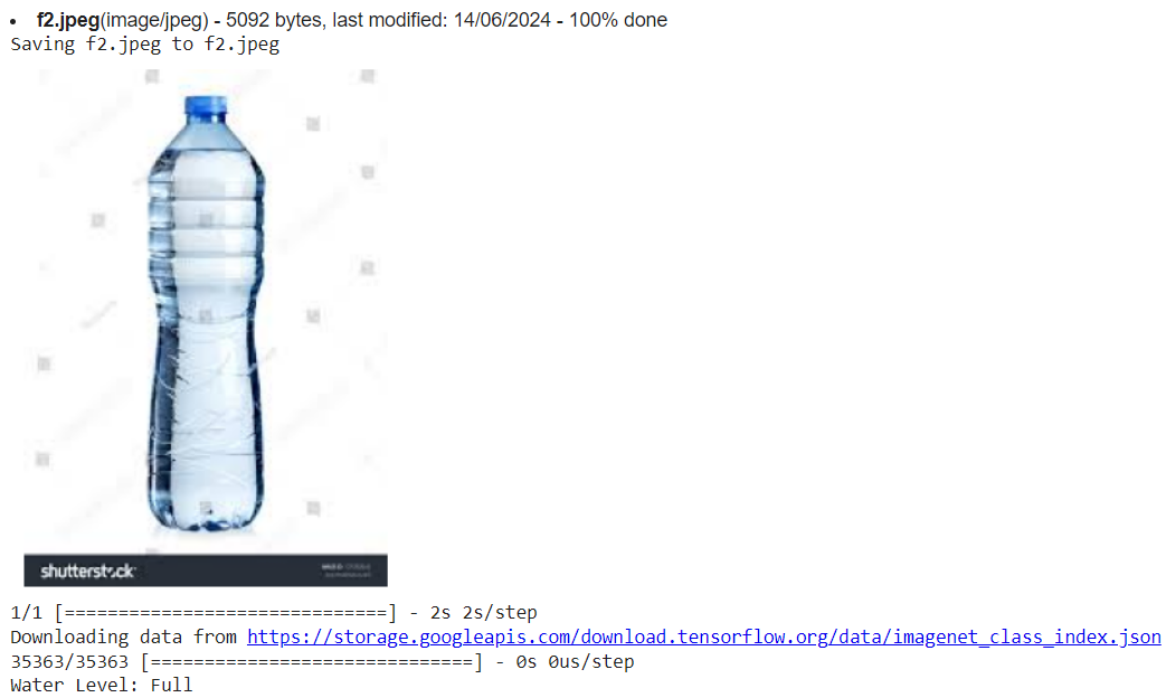 • f2.jpeg(image/jpeg) - 5092 bytes, last modified: 14/06/2024 - 100% done
Saving f2.jpeg to f2.jpeg
shutterstock
1/1 [==============================] - 2s 2s/step
Downloading data from https://storage.googleapis.com/download.tensorflow.org/data/imagenet_class_index.json
35363/35363 [==============================] - 0s 0us/step
Water Level: Full